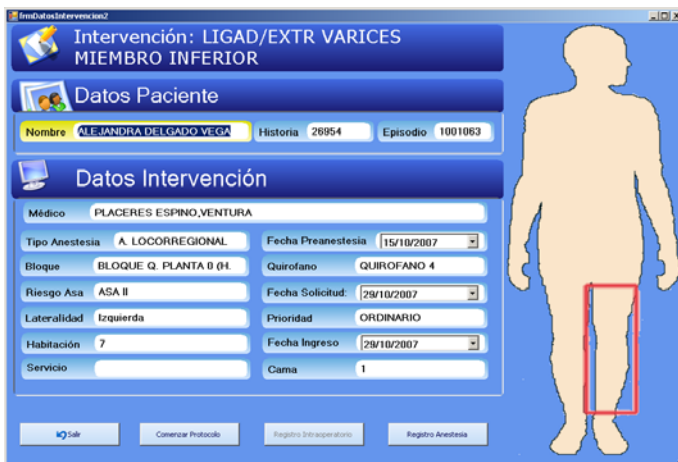 frmDatosIntervencion2
Intervención: LIGAD/EXTR VARICES
MIEMBRO INFERIOR
Datos Paciente
Nombre ALEJANDRA DELGADO VEGA Historia 26954 Episodio 1001063
Datos Intervención
Médico PLACERES ESPINO,VENTURA
Tipo Anestesia A. LOCORREGIONAL Fecha Preanestesia 15/10/2007
Bloque BLOQUE Q. PLANTA 0 (H. Quirofano QUIROFANO 4
Riesgo Asa ASA II Fecha Solicitud: 29/10/2007
Lateralidad Izquierda Prioridad ORDINARIO
Habitación 7 Fecha Ingreso 29/10/2007
Servicio Cama 1
Salir Comenzar Protocolo Registro Intraoperatorio Registro Anestesia